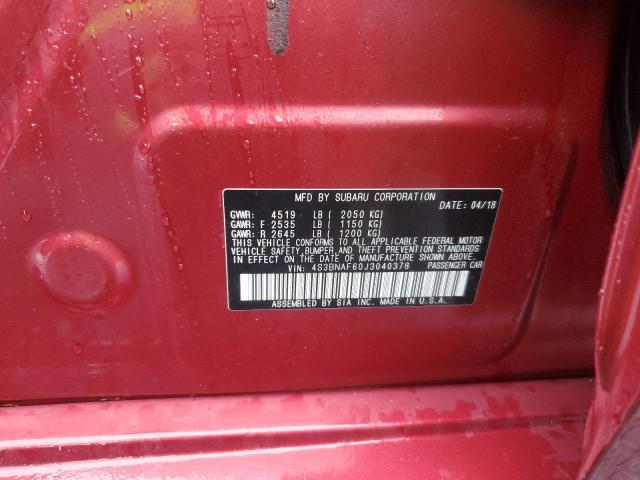 MFD BY SUBARU CORPORATION
DATE: 04/18
GVWR: 4519 LB ( 2050 KG)
GAWR: F 2535 LB ( 1150 KG)
GAWR: R 2645 LB ( 1200 KG)
THIS VEHICLE CONFORMS TO ALL APPLICABLE FEDERAL MOTOR
VEHICLE SAFETY, BUMPER, AND THEFT PREVENTION STANDARDS
IN EFFECT ON THE DATE OF MANUFACTURE SHOWN ABOVE.
VIN: 4S3BNAF60J3040378 PASSENGER CAR
ASSEMBLED BY SIA INC. MADE IN U.S.A.